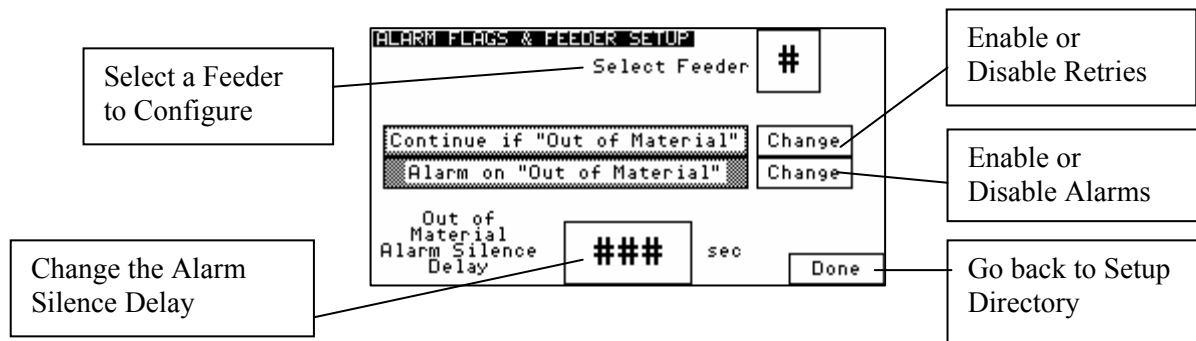 ALARM FLAGS & FEEDER SETUP
Select Feeder
#
Continue if "Out of Material"
Change
Alarm on "Out of Material"
Change
Out of
Material
Alarm Silence
Delay
###
sec
Done
Select a Feeder
to Configure
Change the Alarm
Silence Delay
Enable or
Disable Retries
Enable or
Disable Alarms
Go back to Setup
Directory